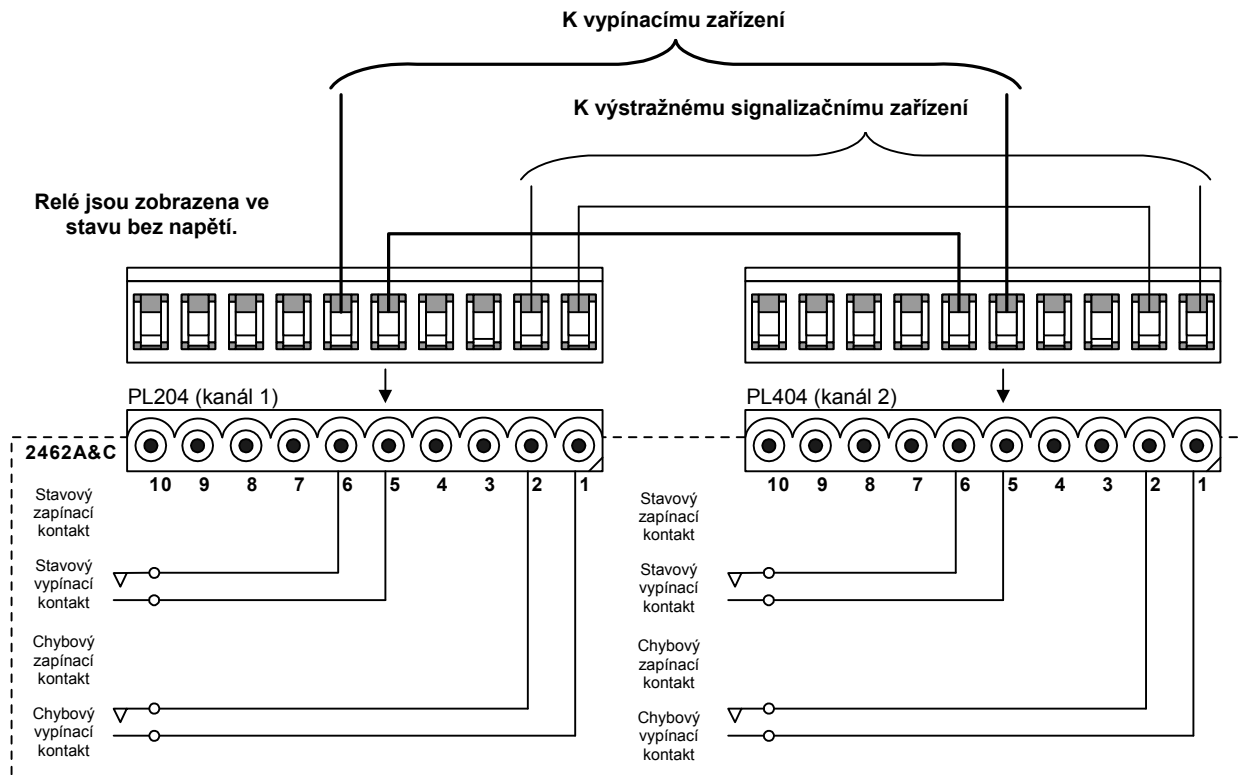 K vypínacímu zařízení
K výstražnému signalizačnímu zařízení
Relé jsou zobrazena ve
stavu bez napětí.
PL204 (kanál 1)
PL404 (kanál 2)
2462A&C
10 9 8 7 6 5 4 3 2 1
10 9 8 7 6 5 4 3 2 1
Stavový
zapínací
kontakt
Stavový
vypínací
kontakt
Chybový
zapínací
kontakt
Chybový
vypínací
kontakt
Stavový
zapínací
kontakt
Stavový
vypínací
kontakt
Chybový
zapínací
kontakt
Chybový
vypínací
kontakt